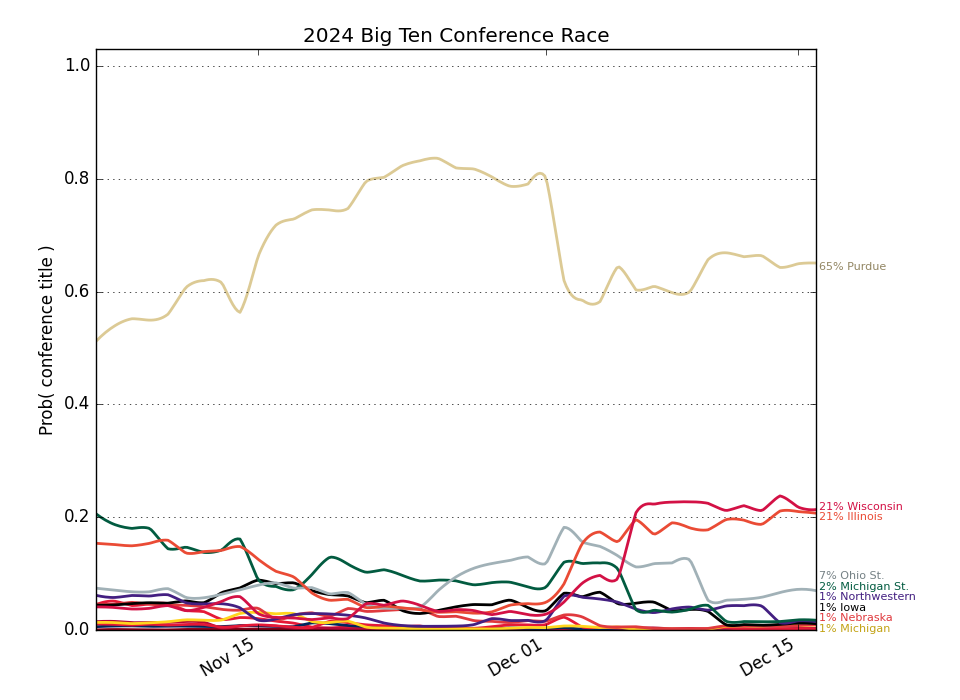 2024 Big Ten Conference Race
Prob( conference title )
1.0
0.8
0.6
0.4
0.2
0.0
65% Purdue
21% Wisconsin
21% Illinois
7% Ohio St.
2% Michigan St.
1% Northwestern
1% Iowa
1% Nebraska
1% Michigan
Nov 15
Dec 01
Dec 15